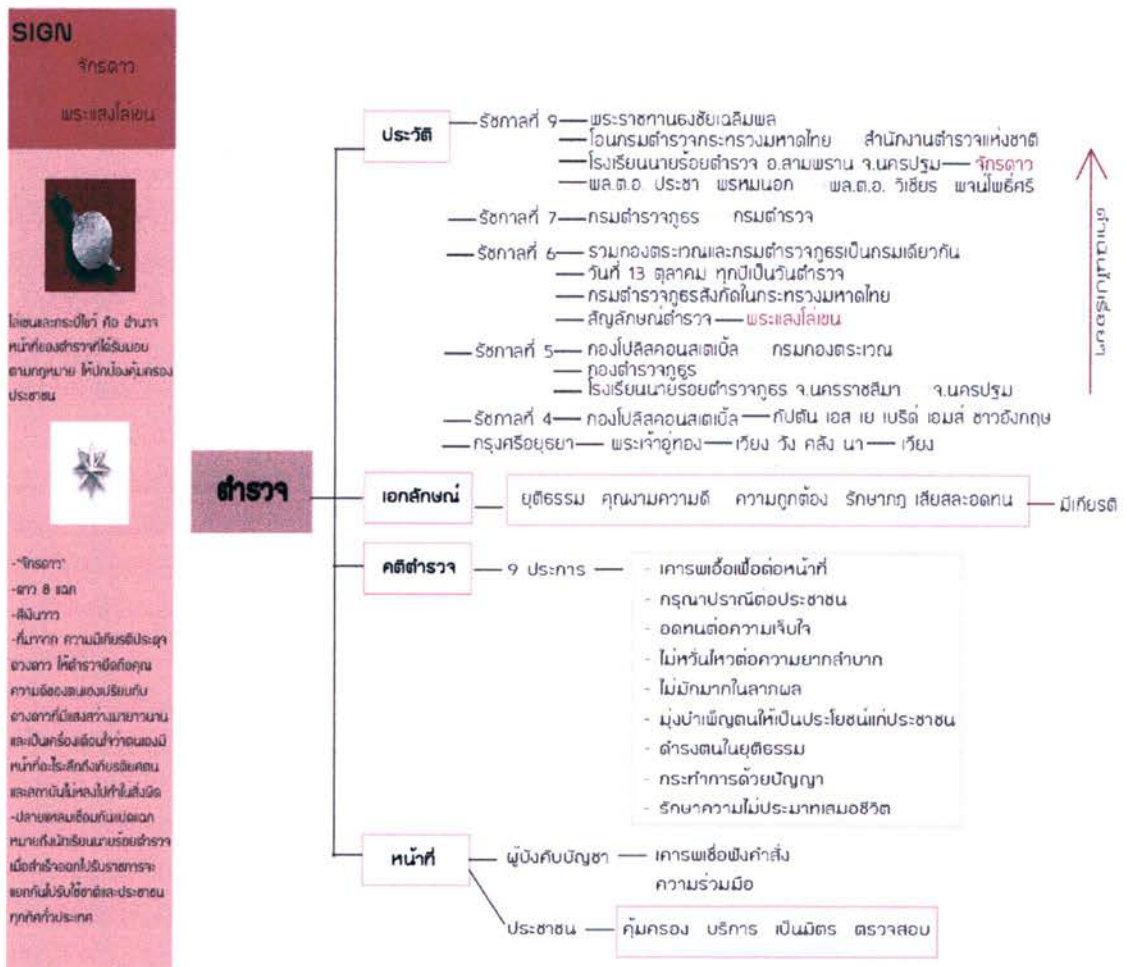 SIGN
จักรดาว
พระแสงโล่เขน
โล่เขนและกระบี่ไขว้ คือ อำนาจ
หน้าที่ของตำรวจที่ได้รับมอบ
ตามกฎหมาย ให้ปกป้องคุ้มครอง
ประชาชน
-"จักรดาว"
-ดาว 8 แฉก
-สีเงินวาว
-ที่มาจาก ความมีเกียรติประดุจ
ดวงดาว ให้ตำรวจยึดถือคุณ
ความดีของตนเองเปรียบกับ
ดวงดาวที่มีแสงสว่างมายาวนาน
และเป็นเครื่องเตือนใจว่าตนเองมี
หน้าที่อะไรระลึกถึงเกียรติยศตน
และสถาบันไม่หลงไปทำในสิ่งผิด
-ปลายแหลมเชื่อมกันแปดแฉก
หมายถึงนักเรียนนายร้อยตำรวจ
เมื่อสำเร็จออกไปรับราชการจะ
แยกกันไปรับใช้ชาติและประชาชน
ทุกทิศทั่วประเทศ
ตำรวจ
ประวัติ
รัชกาลที่ 9 พระราชทานธงชัยเฉลิมพล
โอนกรมตำรวจกระทรวงมหาดไทย สำนักงานตำรวจแห่งชาติ
โรงเรียนนายร้อยตำรวจ อ.สามพราน จ.นครปฐม จักรดาว
พล.ต.อ. ประชา พรหมนอก พล.ต.อ. วิเชียร พจน์โพธิ์ศรี
รัชกาลที่ 7 กรมตำรวจภูธร กรมตำรวจ
รัชกาลที่ 6 รวมกองตระเวณและกรมตำรวจภูธรเป็นกรมเดียวกัน
วันที่ 13 ตุลาคม ทุกปีเป็นวันตำรวจ
กรมตำรวจภูธรสังกัดในกระทรวงมหาดไทย
สัญลักษณ์ตำรวจ พระแสงโล่เขน
รัชกาลที่ 5 กองโปลิสคอนสเตเบิ้ล กรมกองตระเวณ
กองตำรวจภูธร
โรงเรียนนายร้อยตำรวจภูธร จ.นครราชสีมา จ.นครปฐม
รัชกาลที่ 4 กองโปลิสคอนสเตเบิ้ล กัปตัน เอส เย เบริด์ เอมส์ ชาวอังกฤษ
กรุงศรีอยุธยา พระเจ้าอู่ทอง เวียง วัง คลัง นา เวียง
เอกลักษณ์
ยุติธรรม คุณงามความดี ความถูกต้อง รักษากฎ เสียสละอดทน มีเกียรติ
คติตำรวจ
9 ประการ
- เคารพเอื้อเฟื้อต่อหน้าที่
- กรุณาปราณีต่อประชาชน
- อดทนต่อความเจ็บใจ
- ไม่หวั่นไหวต่อความยากลำบาก
- ไม่มักมากในลาภผล
- มุ่งบำเพ็ญตนให้เป็นประโยชน์แก่ประชาชน
- ดำรงตนในยุติธรรม
- กระทำการด้วยปัญญา
- รักษาความไม่ประมาทเสมอชีวิต
หน้าที่
ผู้บังคับบัญชา เคารพเชื่อฟังคำสั่ง
ความร่วมมือ
ประชาชน คุ้มครอง บริการ เป็นมิตร ตรวจสอบ